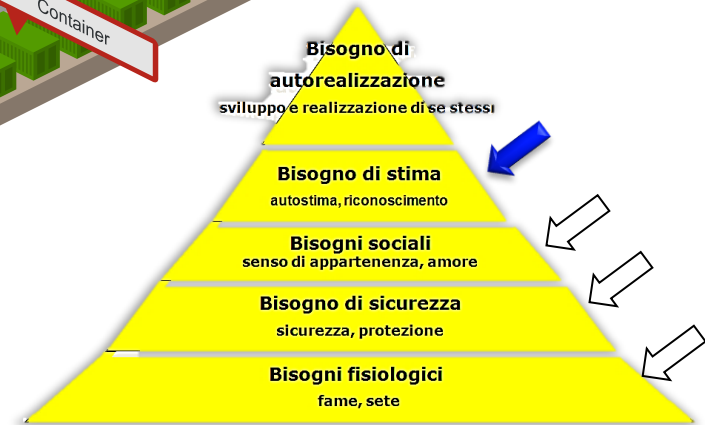 Container
Bisogno di
autorealizzazione
sviluppo e realizzazione di se stessi
Bisogno di stima
autostima, riconoscimento
Bisogni sociali
senso di appartenenza, amore
Bisogno di sicurezza
sicurezza, protezione
Bisogni fisiologici
fame, sete